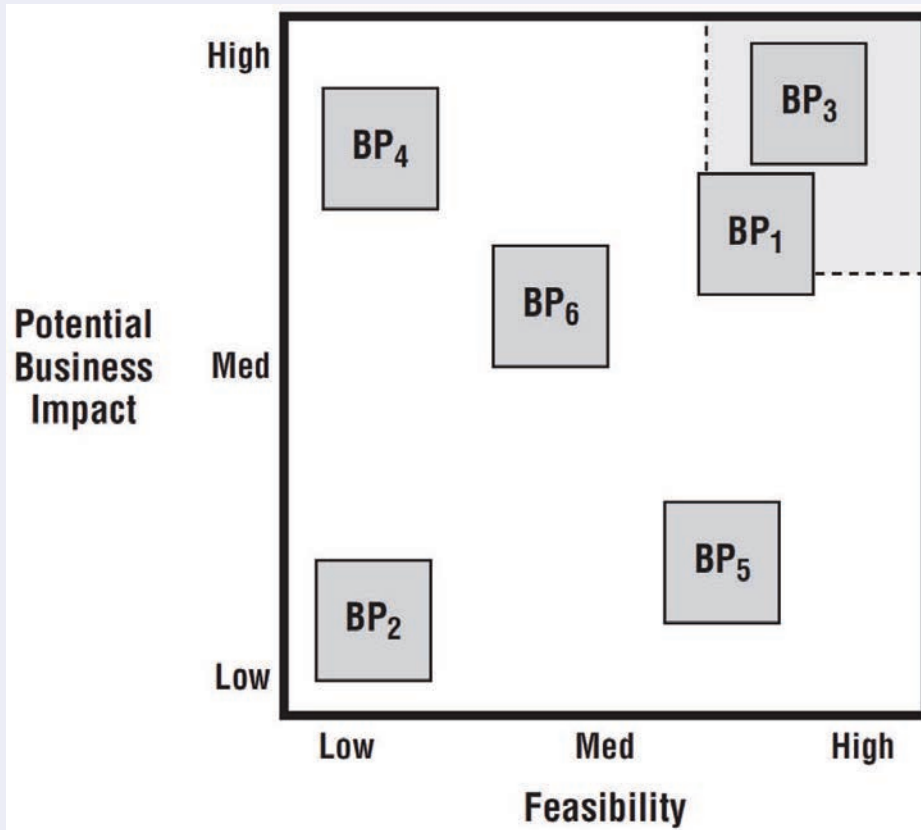 High
BP3
BP4
BP1
BP6
Potential
Business
Impact
Med
BP5
BP2
Low
Low Med High
Feasibility